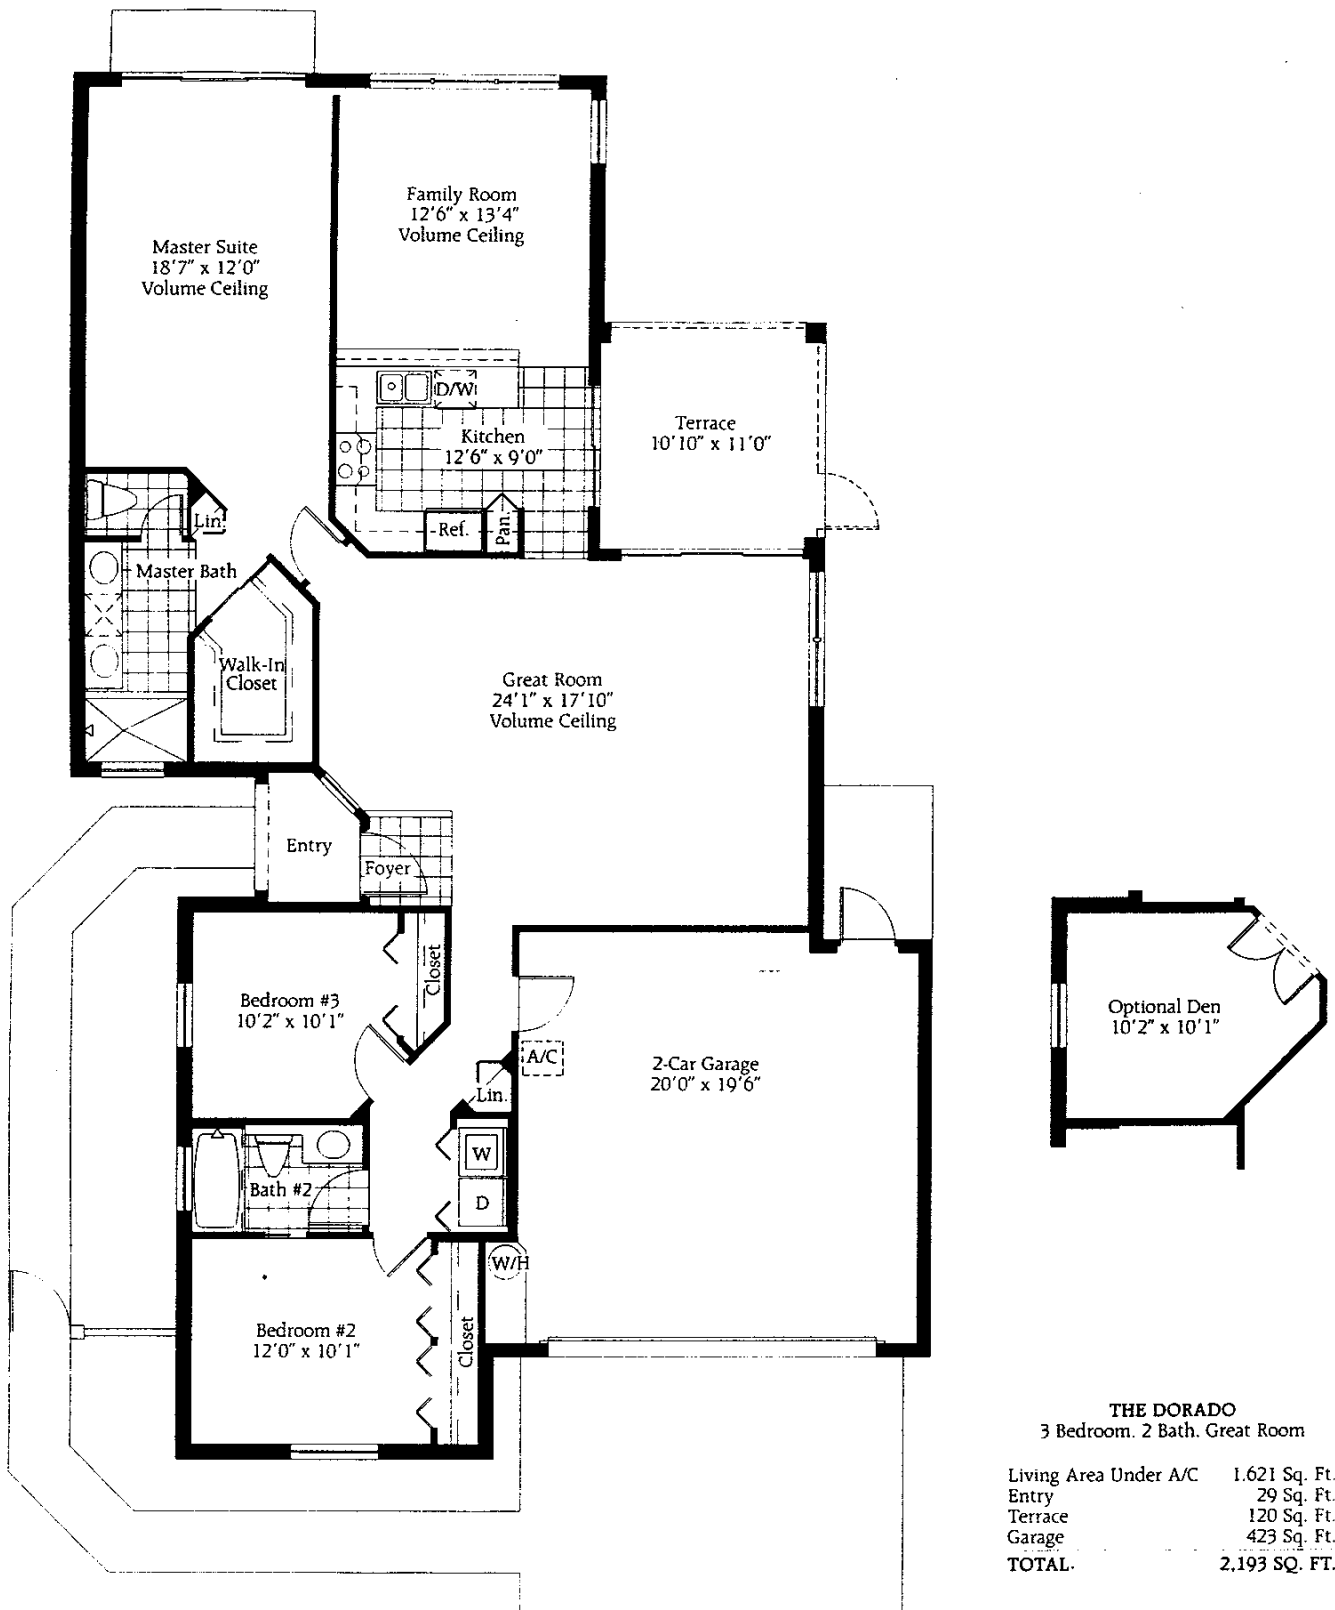 Family Room
12'6" x 13'4"
Volume Ceiling
Master Suite
18'7" x 12'0"
Volume Ceiling
D/W
Kitchen
12'6" x 9'0"
Terrace
10'10" x 11'0"
Lin.
Ref.
Pan.
Master Bath
Walk-In
Closet
Great Room
24'1" x 17'10"
Volume Ceiling
Entry
Foyer
Closet
Bedroom #3
10'2" x 10'1"
A/C
Lin.
2-Car Garage
20'0" x 19'6"
Optional Den
10'2" x 10'1"
W
D
Bath #2
W/H
Bedroom #2
12'0" x 10'1"
Closet
THE DORADO
3 Bedroom. 2 Bath. Great Room
Living Area Under A/C 1.621 Sq. Ft.
Entry 29 Sq. Ft.
Terrace 120 Sq. Ft.
Garage 423 Sq. Ft.
TOTAL. 2,193 SQ. FT.